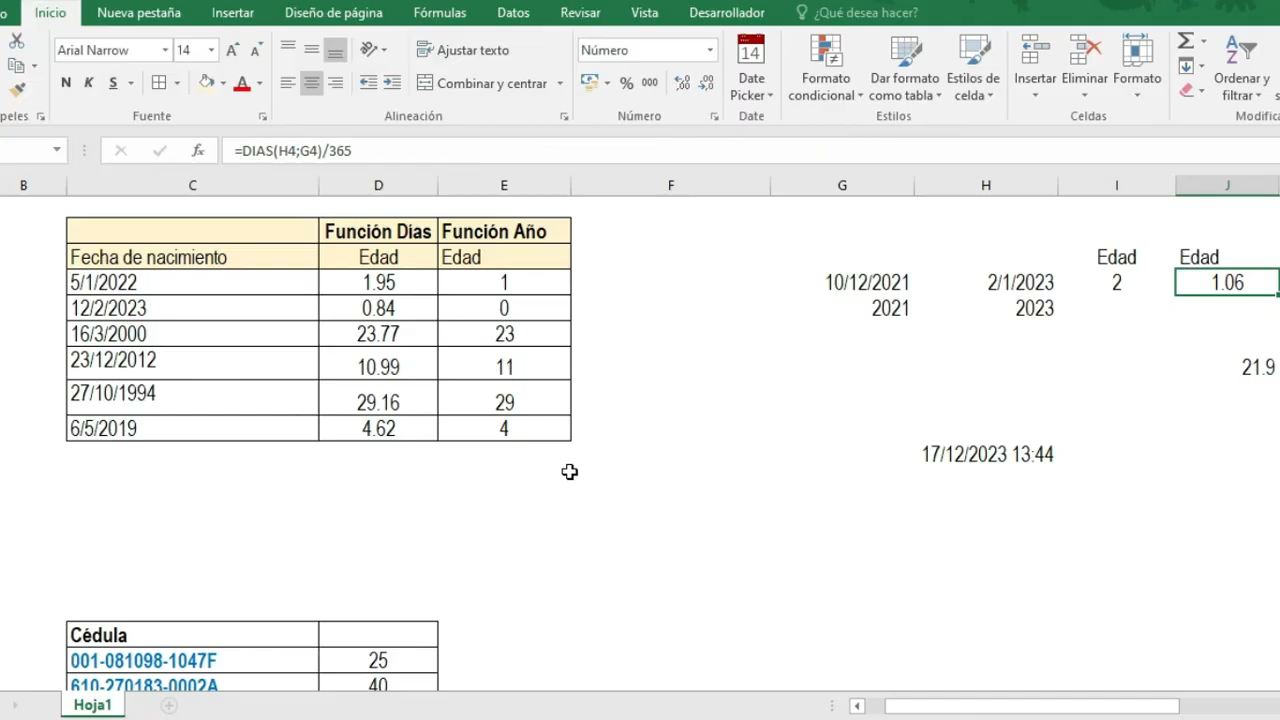 o Inicio Nueva pestaña Insertar Diseño de página Fórmulas Datos Revisar Vista Desarrollador ¿Qué desea hacer?
Arial Narrow 14 Ajustar texto Número
N K S Combinar y centrar % 000
14 Date Picker Formato condicional Dar formato como tabla Estilos de celda Insertar Eliminar Formato Ordenar y filtrar
peles Fuente Alineación Número Date Estilos Celdas Modific
fx =DIAS(H4;G4)/365
B C D E F G H I J
Función Días Función Año
Fecha de nacimiento Edad Edad Edad Edad
5/1/2022 1.95 1 10/12/2021 2/1/2023 2 1.06
12/2/2023 0.84 0 2021 2023
16/3/2000 23.77 23
23/12/2012 10.99 11 21.9
27/10/1994 29.16 29
6/5/2019 4.62 4
17/12/2023 13:44
Cédula
001-081098-1047F 25
610-270183-0002A 40
Hoja1